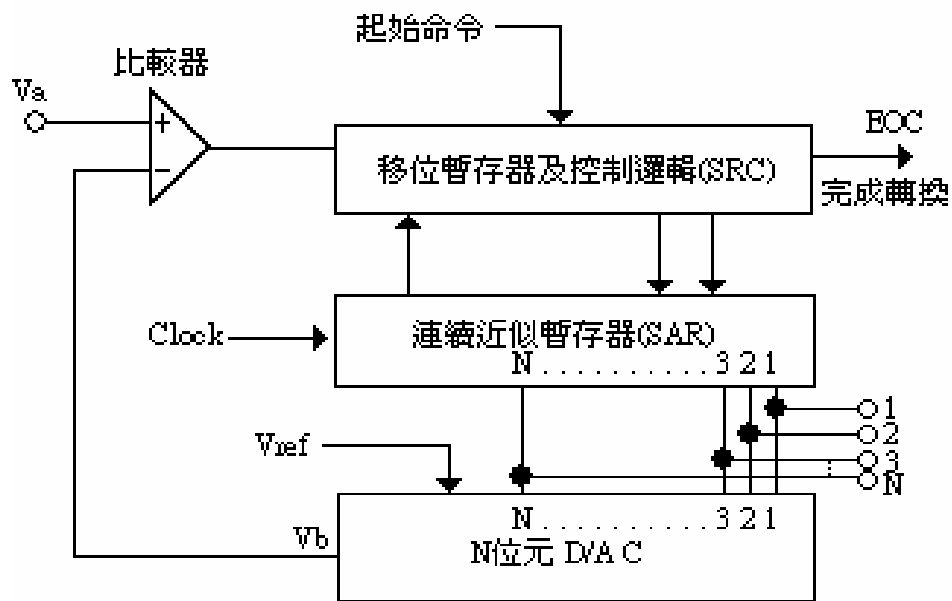 起始命令
比較器
Va
+
−
移位暫存器及控制邏輯(SRC)
EOC
完成轉換
Clock
連續近似暫存器(SAR)
N..........321
1
2
3
N
Vref
N..........321
Vb
N位元 D/A C